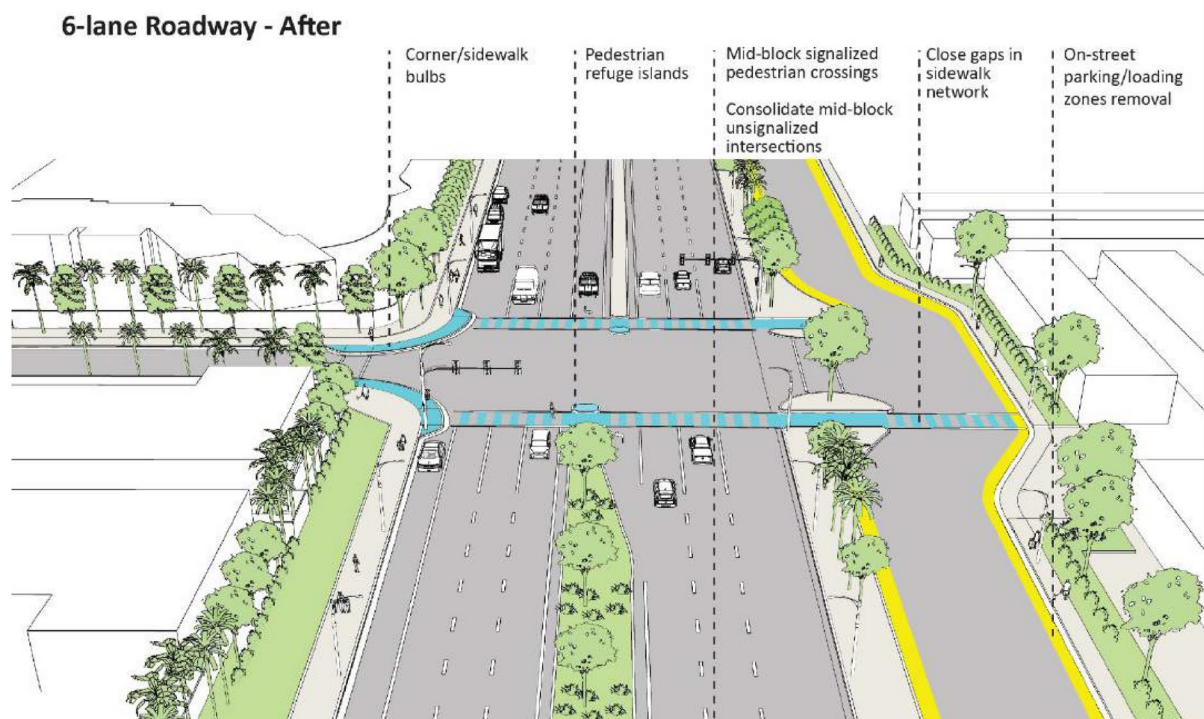 6-lane Roadway - After
Corner/sidewalk
bulbs
Pedestrian
refuge islands
Mid-block signalized
pedestrian crossings
Consolidate mid-block
unsignalized
intersections
Close gaps in
sidewalk
network
On-street
parking/loading
zones removal